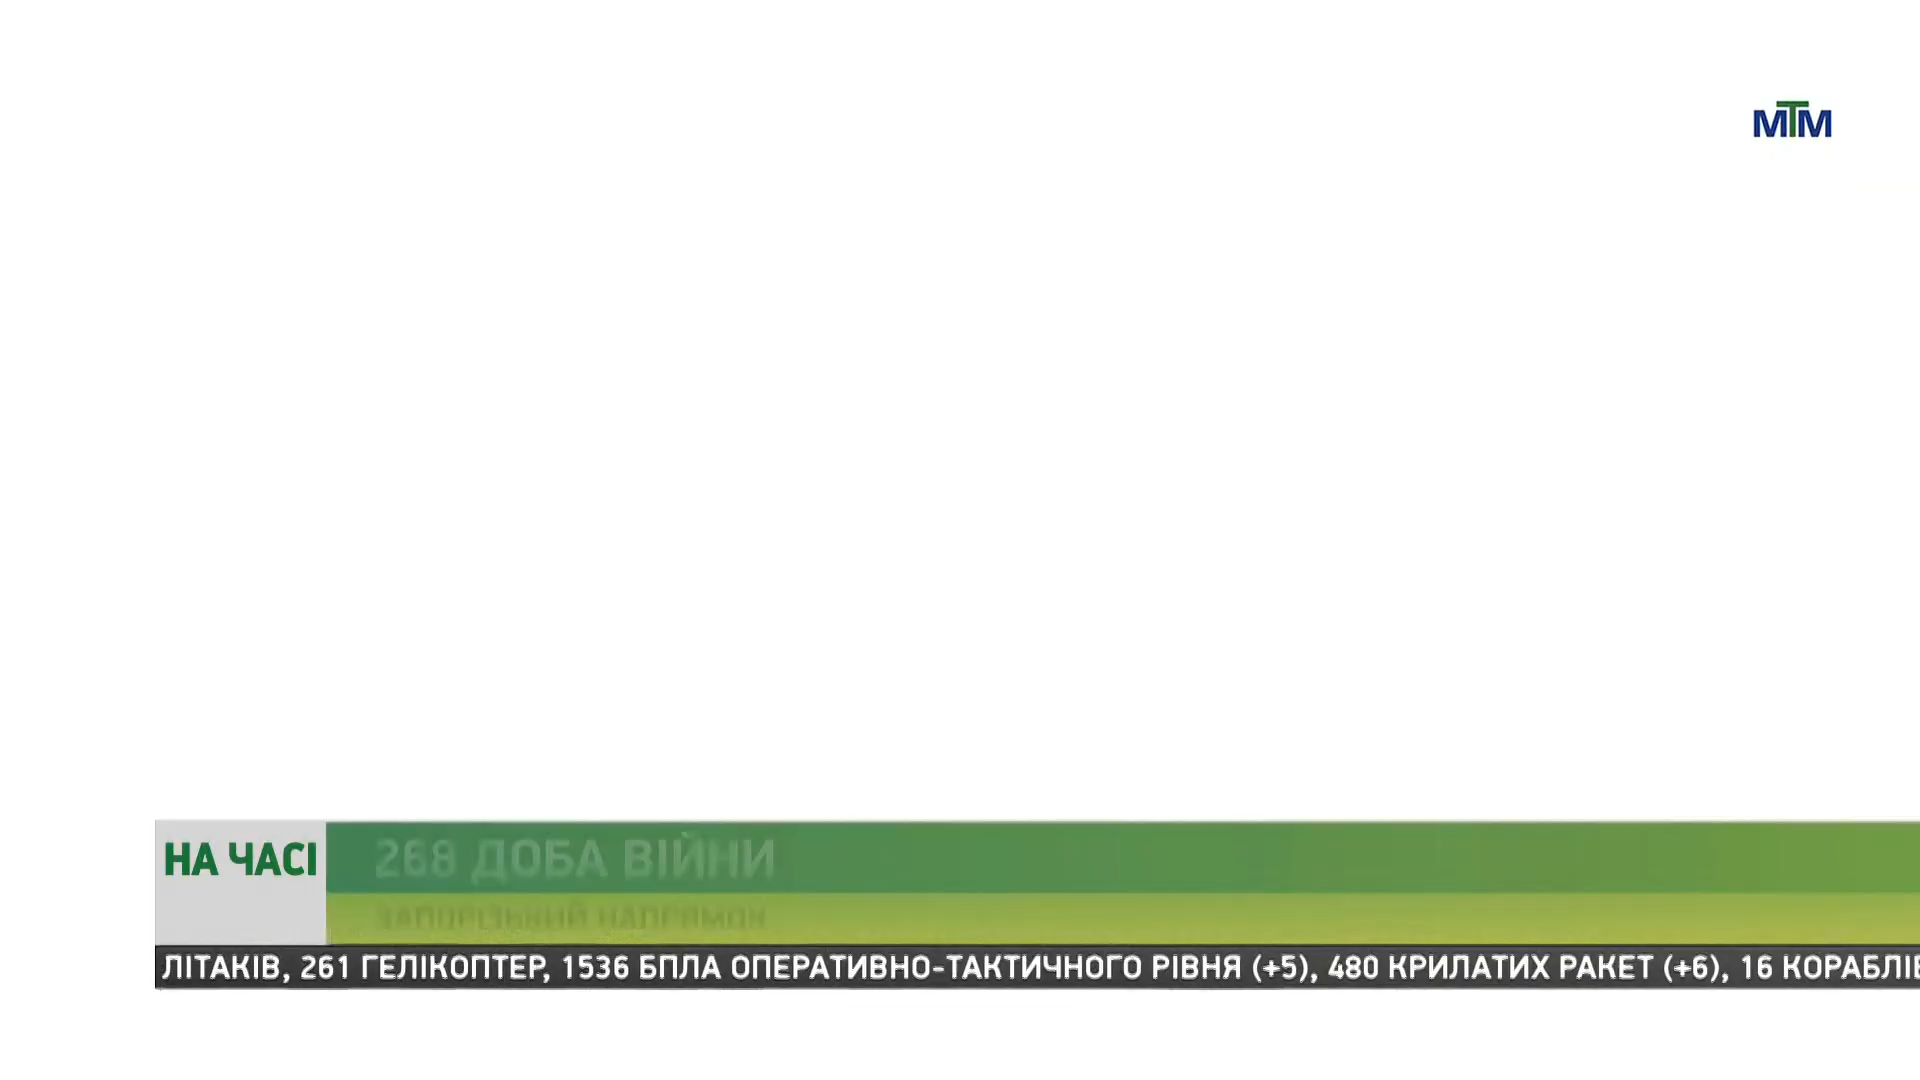 МТМ
НА ЧАСІ
268 ДОБА ВІЙНИ
ЗАПОРІЗЬКИЙ НАПРЯМОК
ЛІТАКІВ, 261 ГЕЛІКОПТЕР, 1536 БПЛА ОПЕРАТИВНО-ТАКТИЧНОГО РІВНЯ (+5), 480 КРИЛАТИХ РАКЕТ (+6), 16 КОРАБЛІВ